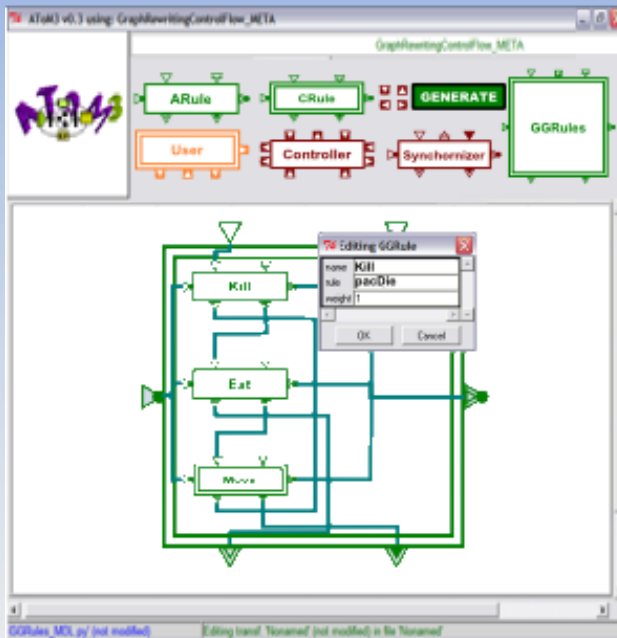 AToM3 v0.3 using: GraphRewritingControlFlow_META
GraphRewritingControlFlow_META
ARule
CRule
GENERATE
GGRules
User
Controller
Synchornizer
Editing GGRule
name Kill
rule pacDie
weight 1
OK Cancel
Kill
Eat
Move
GGRules_MDL.py' (not modified)
Editing transf. 'Nonamed' (not modified) in file 'Nonamed'